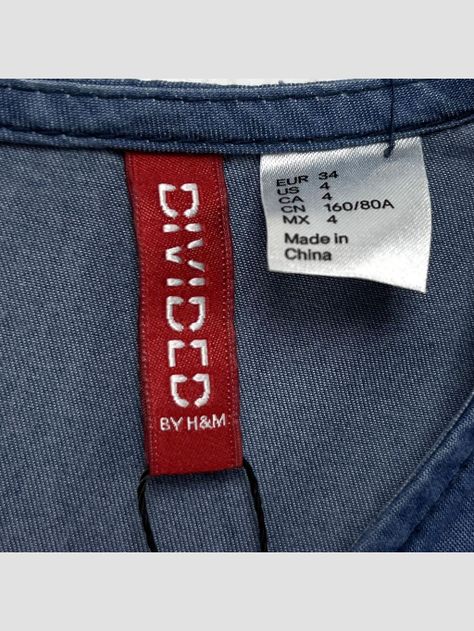 DIVIDED
BY H&M
EUR 34
US 4
CA 4
CN 160/80A
MX 4
Made in
China